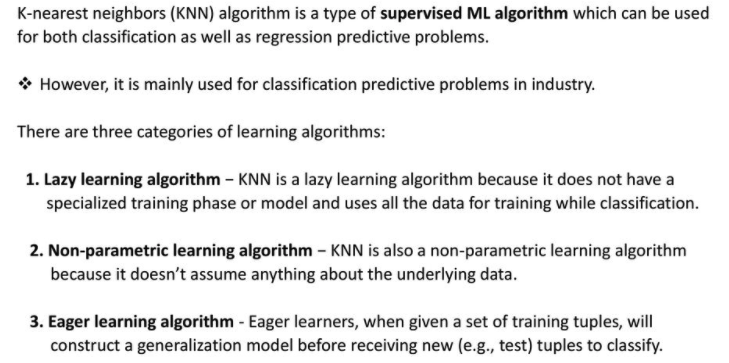 K-nearest neighbors (KNN) algorithm is a type of supervised ML algorithm which can be used
for both classification as well as regression predictive problems.
❖ However, it is mainly used for classification predictive problems in industry.
There are three categories of learning algorithms:
1. Lazy learning algorithm – KNN is a lazy learning algorithm because it does not have a
specialized training phase or model and uses all the data for training while classification.
2. Non-parametric learning algorithm – KNN is also a non-parametric learning algorithm
because it doesn’t assume anything about the underlying data.
3. Eager learning algorithm - Eager learners, when given a set of training tuples, will
construct a generalization model before receiving new (e.g., test) tuples to classify.